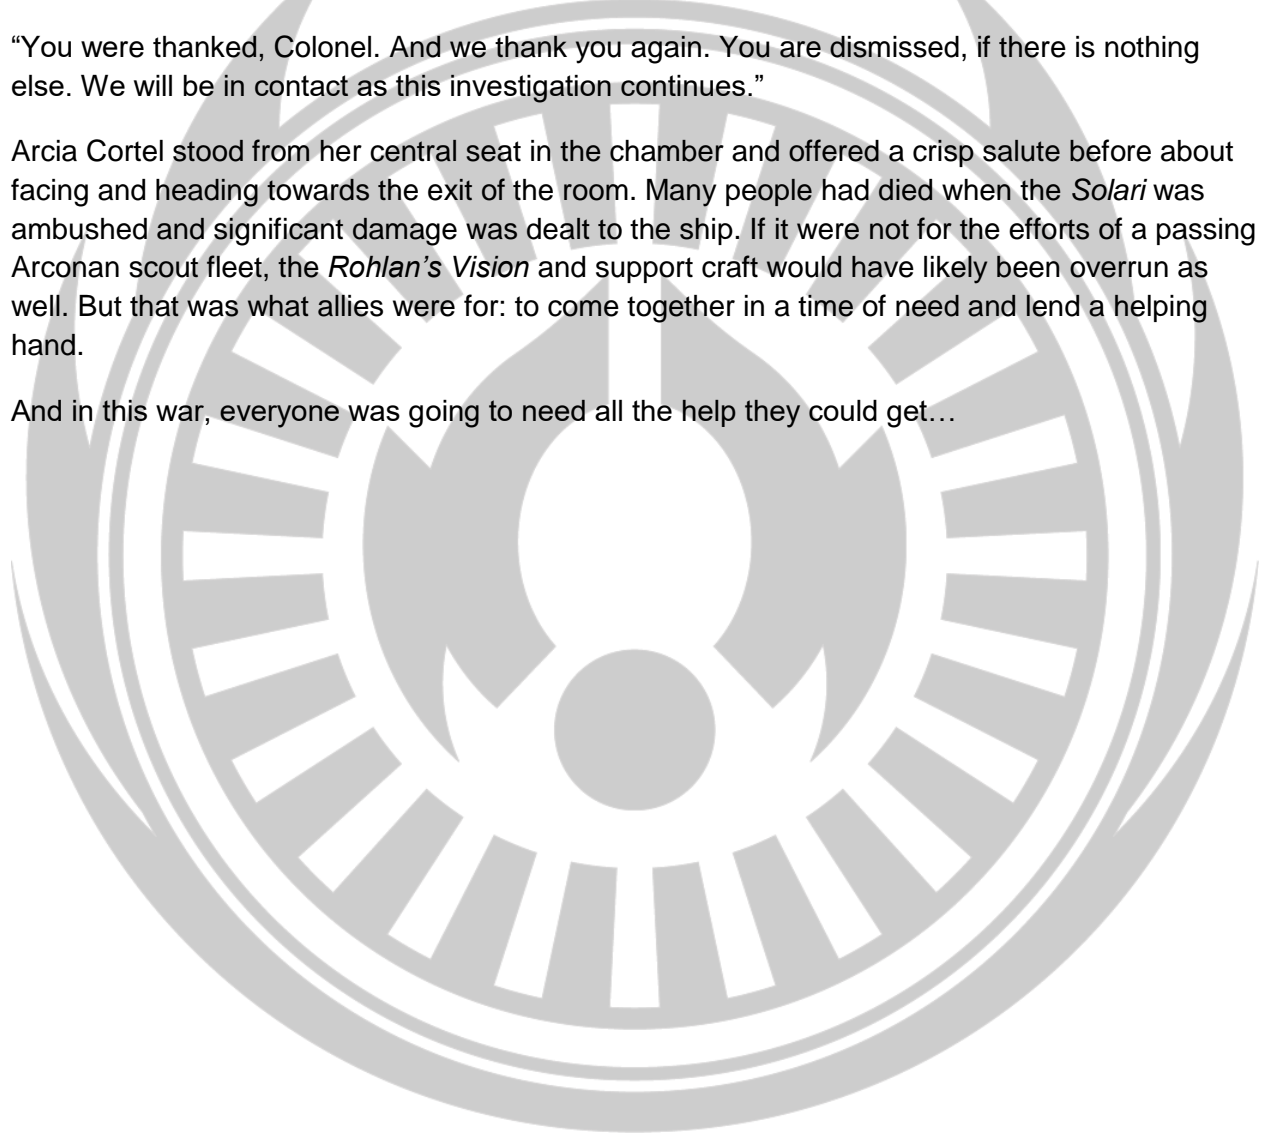 “You were thanked, Colonel. And we thank you again. You are dismissed, if there is nothing
else. We will be in contact as this investigation continues.”
Arcia Cortel stood from her central seat in the chamber and offered a crisp salute before about
facing and heading towards the exit of the room. Many people had died when the Solari was
ambushed and significant damage was dealt to the ship. If it were not for the efforts of a passing
Arconan scout fleet, the Rohlan’s Vision and support craft would have likely been overrun as
well. But that was what allies were for: to come together in a time of need and lend a helping
hand.
And in this war, everyone was going to need all the help they could get…